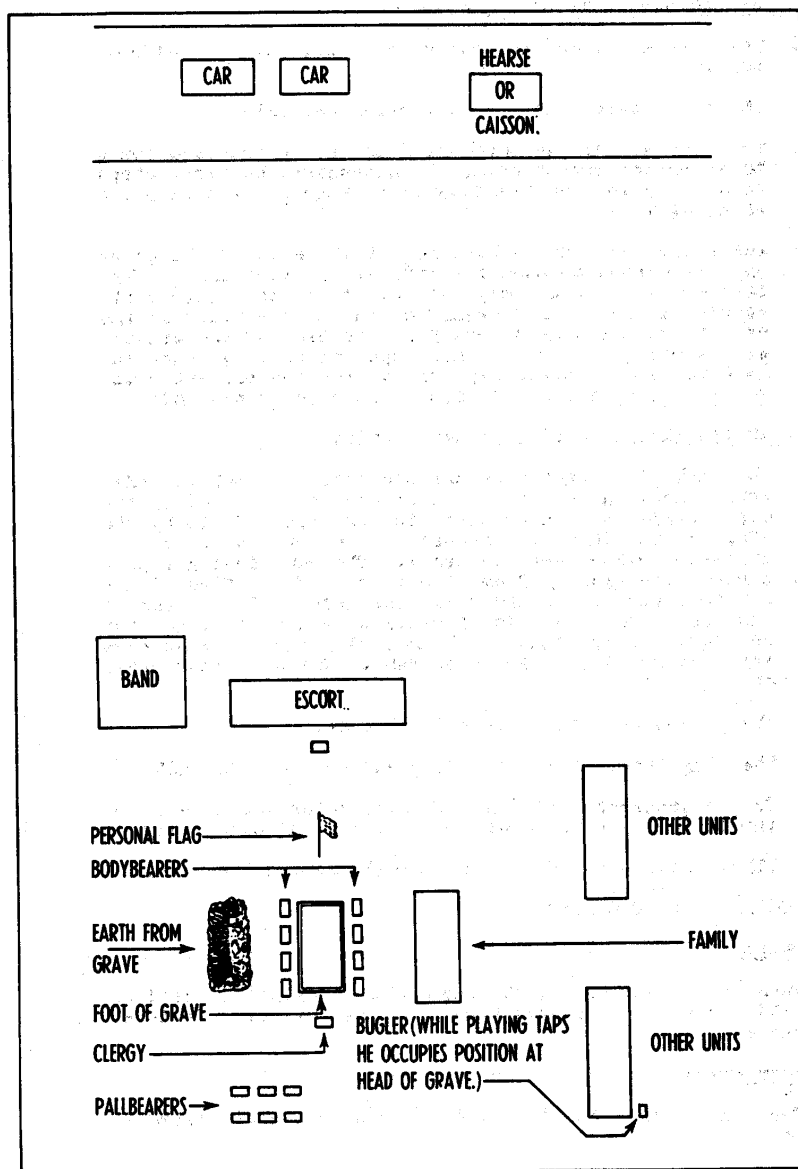 CAR
CAR
HEARSE
OR
CAISSON.
BAND
ESCORT..
PERSONAL FLAG
BODYBEARERS
OTHER UNITS
EARTH FROM
GRAVE
FAMILY
FOOT OF GRAVE
CLERGY
BUGLER (WHILE PLAYING TAPS
HE OCCUPIES POSITION AT
HEAD OF GRAVE.)
OTHER UNITS
PALLBEARERS